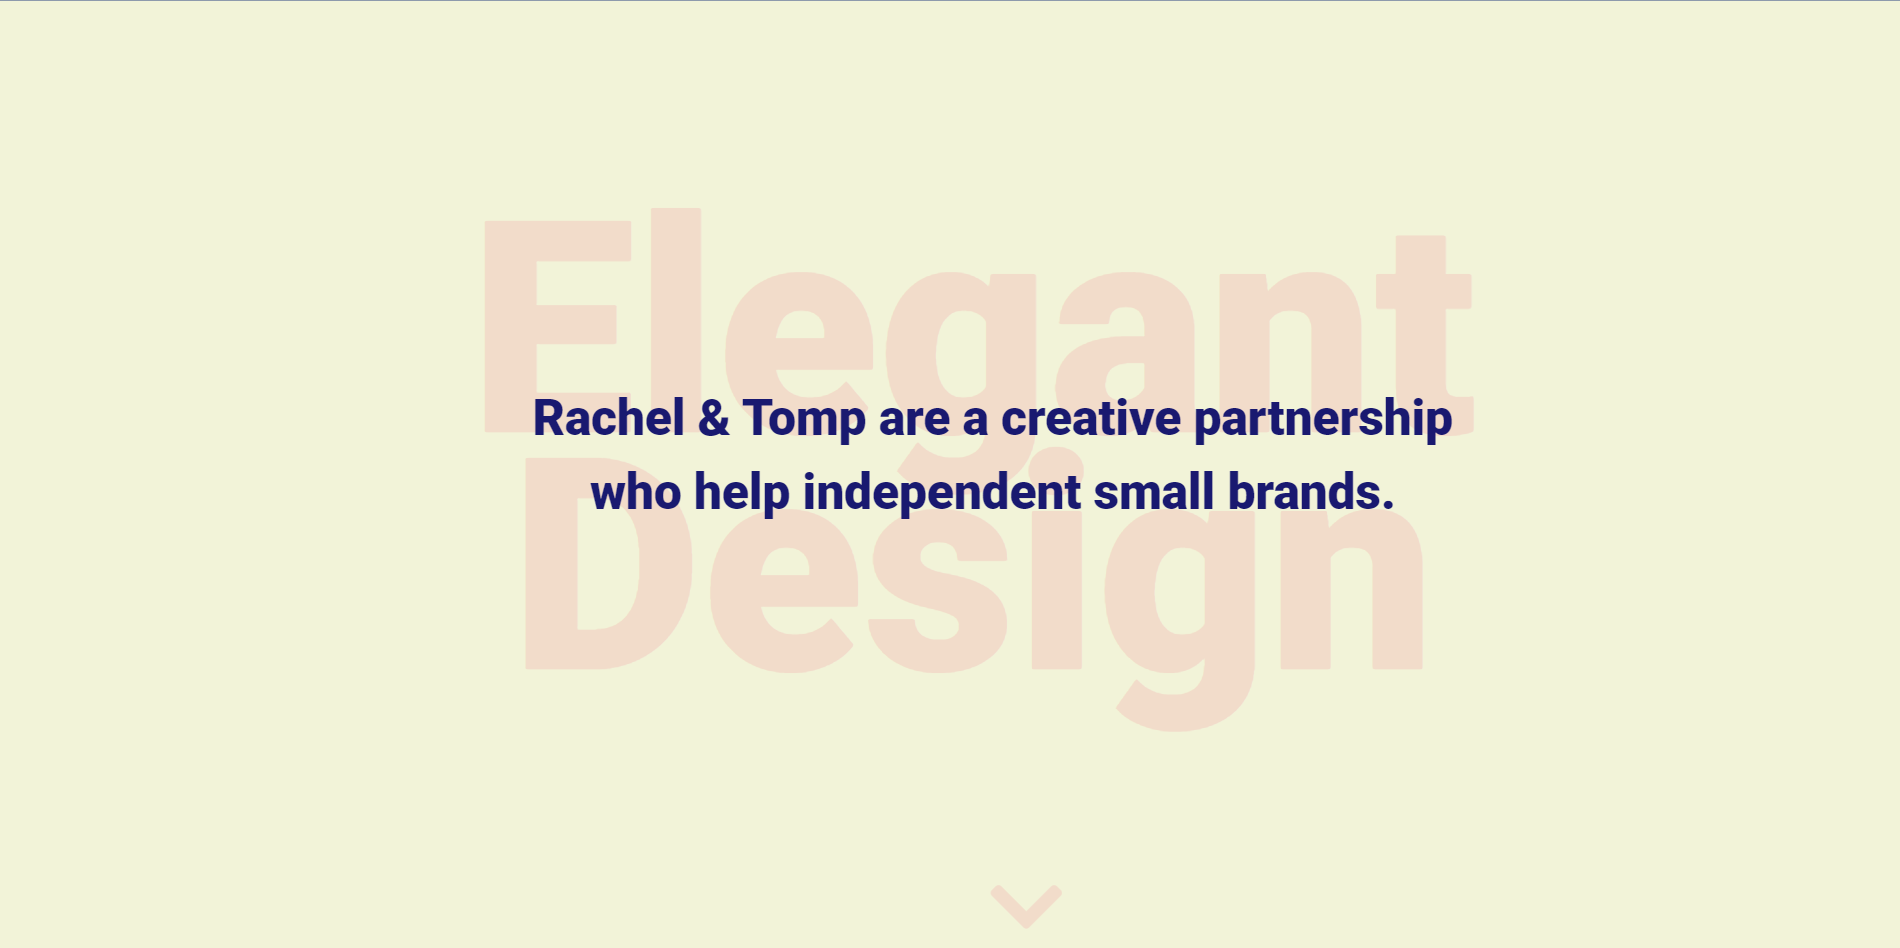 Elegant
Rachel & Tomp are a creative partnership
who help independent small brands.
Design